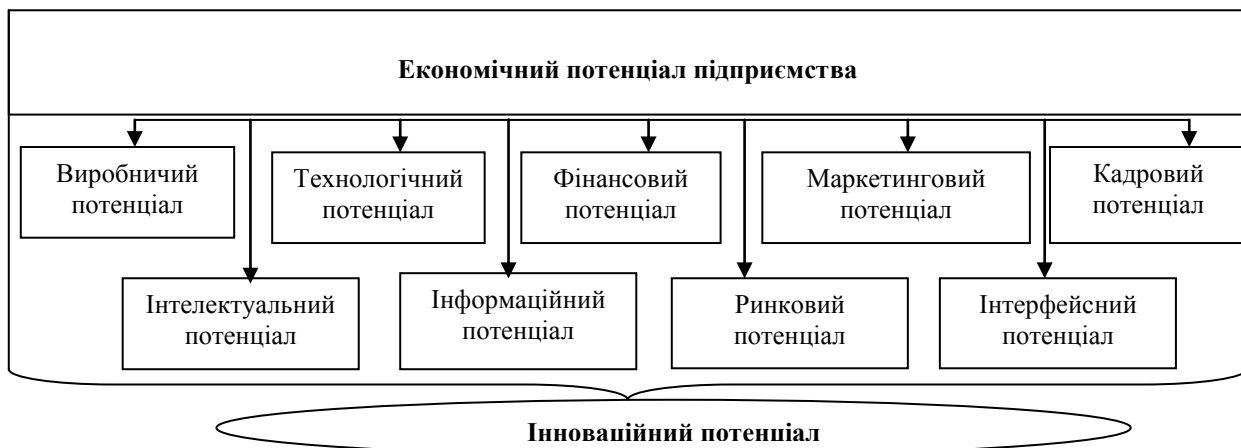 Економічний потенціал підприємства
Виробничий
потенціал
Технологічний
потенціал
Фінансовий
потенціал
Маркетинговий
потенціал
Кадровий
потенціал
Інтелектуальний
потенціал
Інформаційний
потенціал
Ринковий
потенціал
Інтерфейсний
потенціал
Інноваційний потенціал